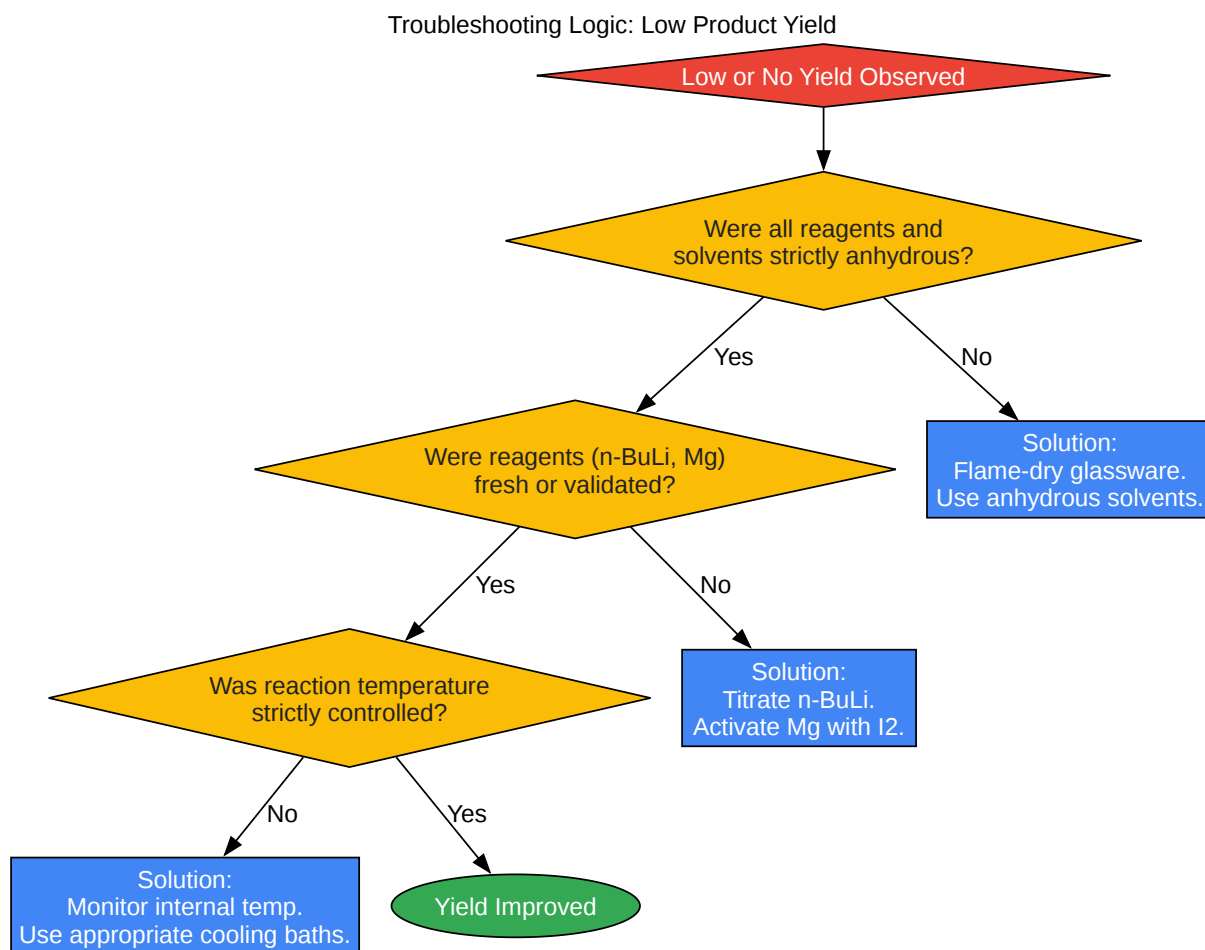 Troubleshooting Logic: Low Product Yield
Low or No Yield Observed
Were all reagents and
solvents strictly anhydrous?
Yes
No
Were reagents (n-BuLi, Mg)
fresh or validated?
Solution:
Flame-dry glassware.
Use anhydrous solvents.
Yes
No
Was reaction temperature
strictly controlled?
Solution:
Titrate n-BuLi.
Activate Mg with I2.
No
Yes
Solution:
Monitor internal temp.
Use appropriate cooling baths.
Yield Improved